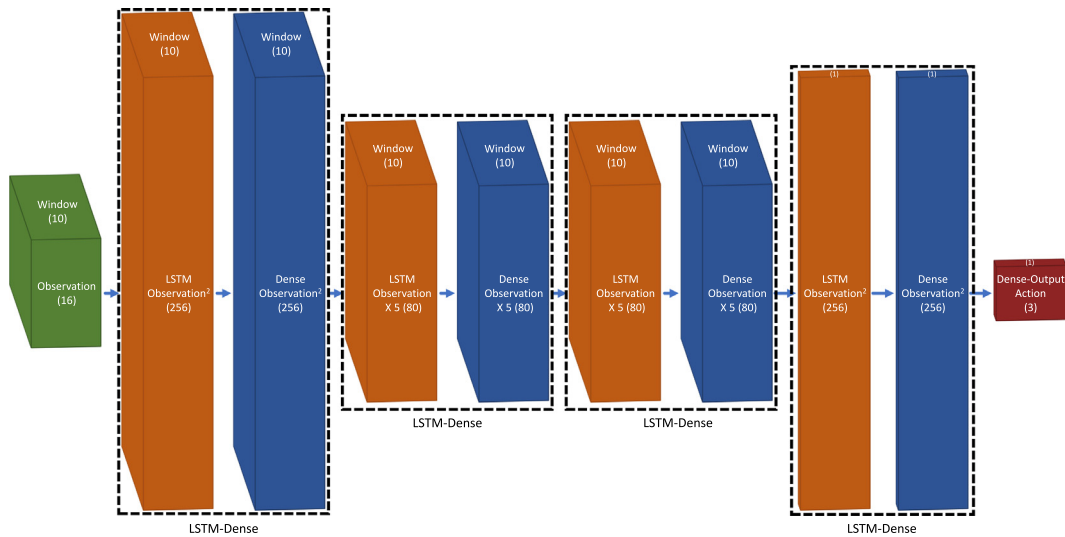 Window
(10)
Observation
(16)
Window
(10)
LSTM
Observation²
(256)
Window
(10)
Dense
Observation²
(256)
LSTM-Dense
Window
(10)
LSTM
Observation
X 5 (80)
Window
(10)
Dense
Observation
X 5 (80)
LSTM-Dense
Window
(10)
LSTM
Observation
X 5 (80)
Window
(10)
Dense
Observation
X 5 (80)
LSTM-Dense
(1)
LSTM
Observation²
(256)
(1)
Dense
Observation²
(256)
LSTM-Dense
(1)
Dense-Output
Action
(3)